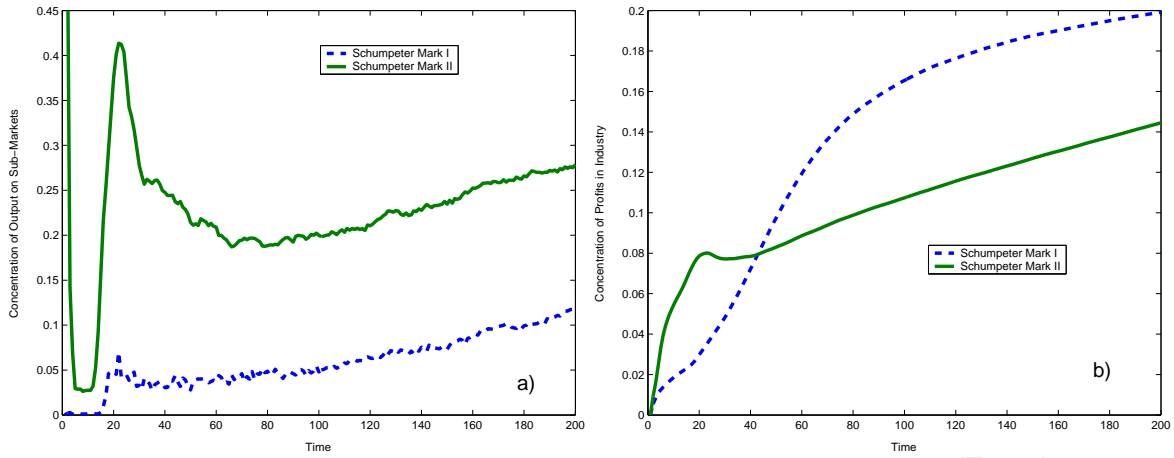 0.45
0.4
0.35
0.3
0.25
0.2
0.15
0.1
0.05
0
0 20 40 60 80 100 120 140 160 180 200
Concentration of Output on Sub−Markets
Time
Schumpeter Mark I
Schumpeter Mark II
a)
0.2
0.18
0.16
0.14
0.12
0.1
0.08
0.06
0.04
0.02
0
0 20 40 60 80 100 120 140 160 180 200
Concentration of Profits in Industry
Time
Schumpeter Mark I
Schumpeter Mark II
b)